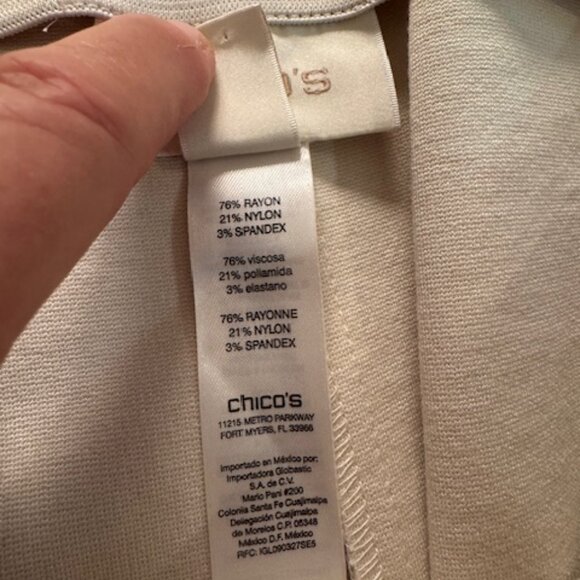 o's
76% RAYON
21% NYLON
3% SPANDEX
76% viscosa
21% poliamida
3% elastano
76% RAYONNE
21% NYLON
3% SPANDEX
chico's
11215 METRO PARKWAY
FORT MYERS, FL 33966
Importado en México por:
Importadora Globastic
S.A. de C.V.
Mario Pani #200
Colonia Santa Fe Cuajimalpa
Delegación Cuajimalpa
de Morelos C.P. 05348
México D.F. México
RFC: IGL090327SE5